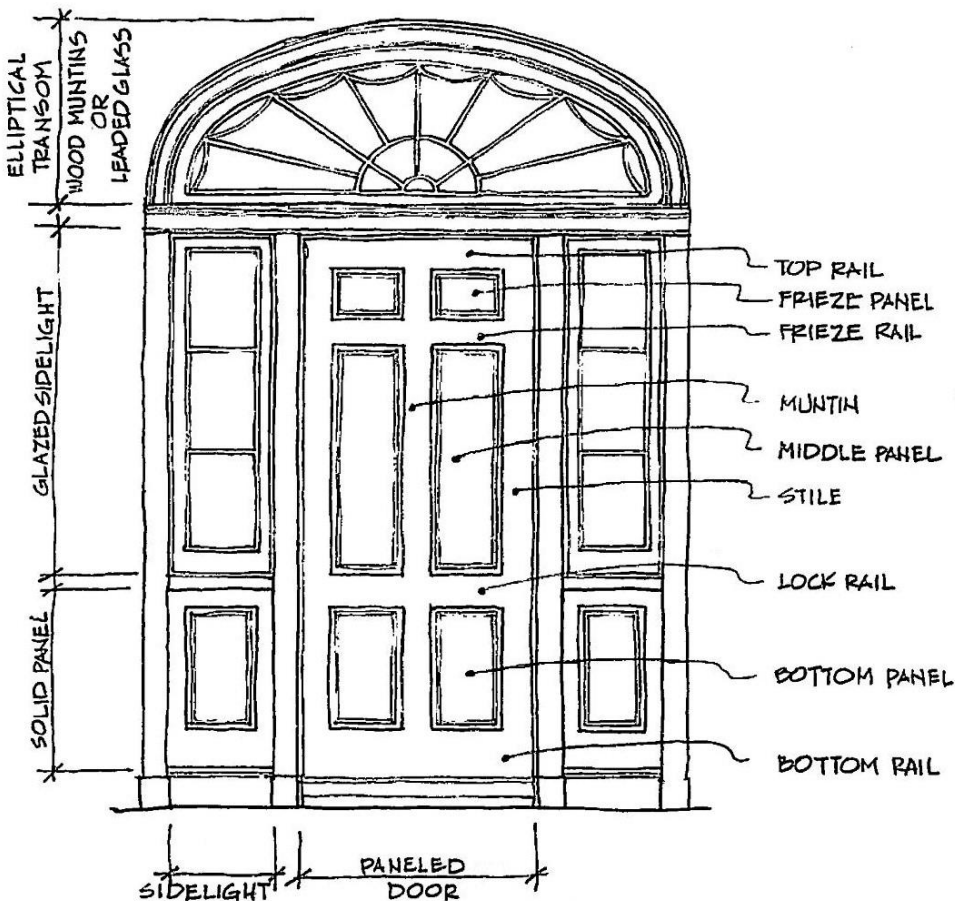 ELLIPTICAL
TRANSOM
WOOD MUNTINS
OR
LEADED GLASS
GLAZED SIDELIGHT
SOLID PANEL
TOP RAIL
FRIEZE PANEL
FRIEZE RAIL
MUNTIN
MIDDLE PANEL
STILE
LOCK RAIL
BOTTOM PANEL
BOTTOM RAIL
SIDELIGHT
PANELED
DOOR